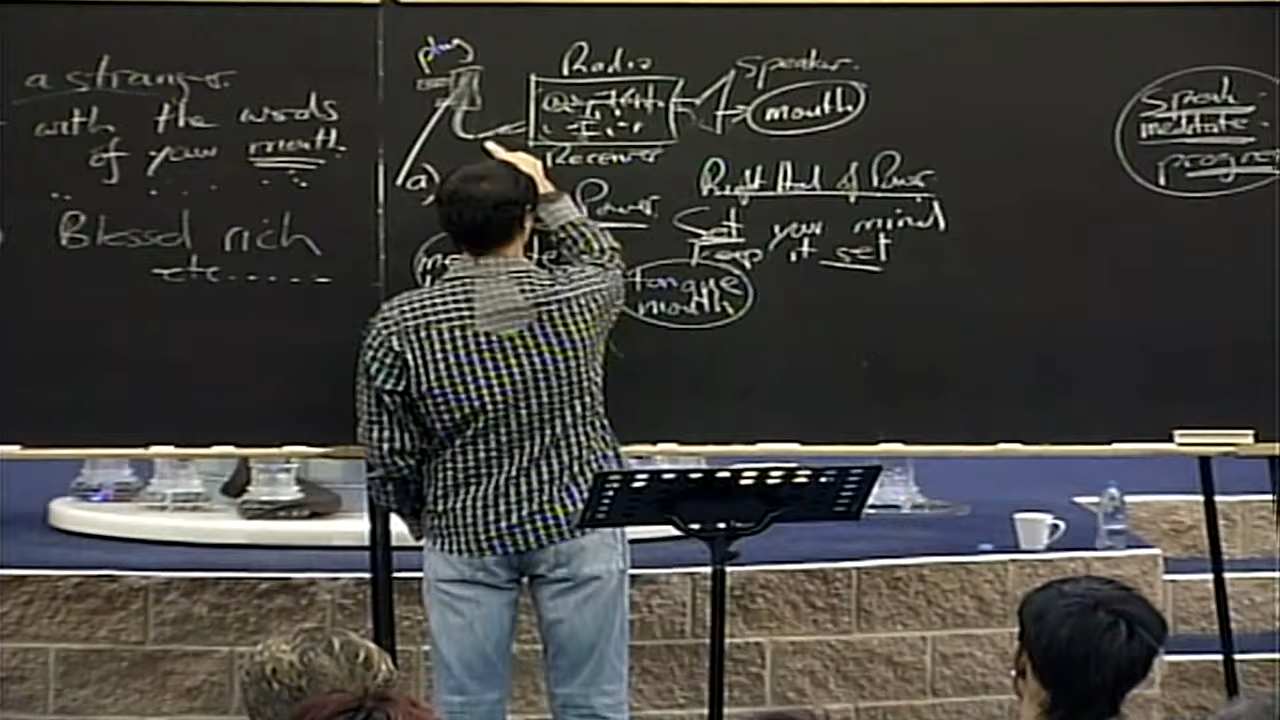 a stranger.
with the words
of your mouth
Blessed rich
etc......
plug
Radio
Receiver
speaker.
mouth
a)
Power
Right Hand of Power
Set your mind
Keep it set
tongue
mouth
Speak
meditate